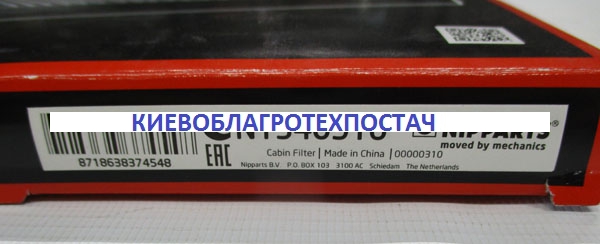 КИЕВОБЛАГРОТЕХПОСТАЧ
NIPPARTS
moved by mechanics
8718638374548
EAC
Cabin Filter | Made in China | 00000310
Nipparts B.V. P.O. BOX 103 3100 AC Schiedam The Netherlands